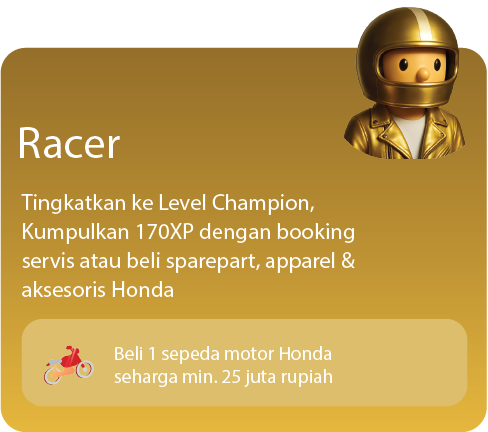 Racer
Tingkatkan ke Level Champion,
Kumpulkan 170XP dengan booking
servis atau beli sparepart, apparel &
aksesoris Honda
Beli 1 sepeda motor Honda
seharga min. 25 juta rupiah